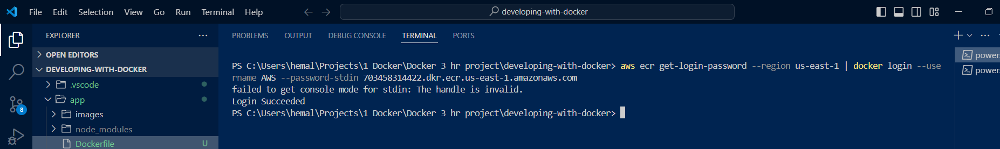 File Edit Selection View Go Run Terminal Help
developing-with-docker
EXPLORER
PROBLEMS OUTPUT DEBUG CONSOLE TERMINAL PORTS
OPEN EDITORS
DEVELOPING-WITH-DOCKER
.vscode
app
images
node_modules
Dockerfile U
8
PS C:\Users\hemal\Projects\1 Docker\Docker 3 hr project\developing-with-docker> aws ecr get-login-password --region us-east-1 | docker login --use
rname AWS --password-stdin 703458314422.dkr.ecr.us-east-1.amazonaws.com
failed to get console mode for stdin: The handle is invalid.
Login Succeeded
PS C:\Users\hemal\Projects\1 Docker\Docker 3 hr project\developing-with-docker>
power
power